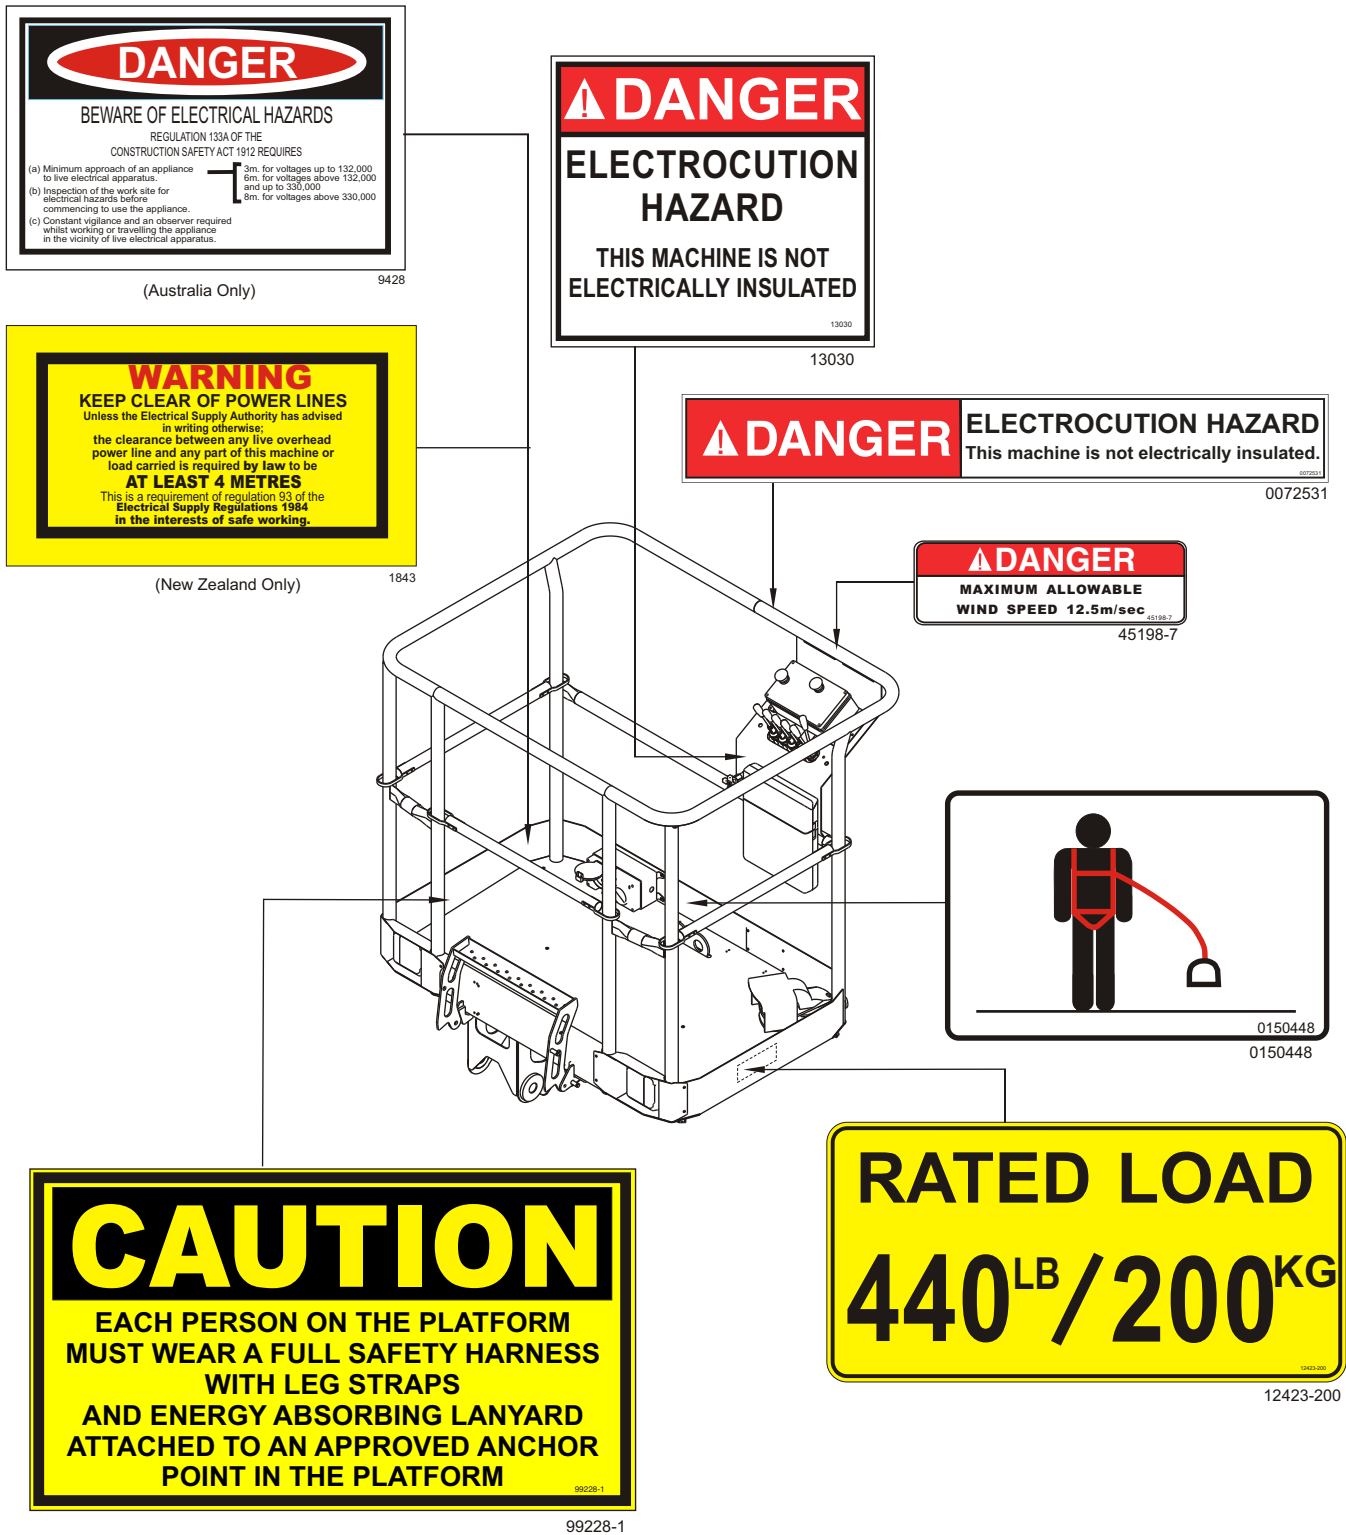 DANGER
BEWARE OF ELECTRICAL HAZARDS
REGULATION 133A OF THE
CONSTRUCTION SAFETY ACT 1912 REQUIRES
(a) Minimum approach of an appliance
to live electrical apparatus.
3m. for voltages up to 132,000
6m. for voltages above 132,000
and up to 330,000
8m. for voltages above 330,000
(b) Inspection of the work site for
electrical hazards before
commencing to use the appliance.
(c) Constant vigilance and an observer required
whilst working or travelling the appliance
in the vicinity of live electrical apparatus.
9428
(Australia Only)
DANGER
ELECTROCUTION
HAZARD
THIS MACHINE IS NOT
ELECTRICALLY INSULATED
13030
13030
WARNING
KEEP CLEAR OF POWER LINES
Unless the Electrical Supply Authority has advised
in writing otherwise;
the clearance between any live overhead
power line and any part of this machine or
load carried is required by law to be
AT LEAST 4 METRES
This is a requirement of regulation 93 of the
Electrical Supply Regulations 1984
in the interests of safe working.
1843
(New Zealand Only)
DANGER
ELECTROCUTION HAZARD
This machine is not electrically insulated.
0072531
0072531
DANGER
MAXIMUM ALLOWABLE
WIND SPEED 12.5m/sec
45198-7
45198-7
0150448
0150448
RATED LOAD
440LB/200KG
12423-200
12423-200
CAUTION
EACH PERSON ON THE PLATFORM
MUST WEAR A FULL SAFETY HARNESS
WITH LEG STRAPS
AND ENERGY ABSORBING LANYARD
ATTACHED TO AN APPROVED ANCHOR
POINT IN THE PLATFORM
99228-1
99228-1